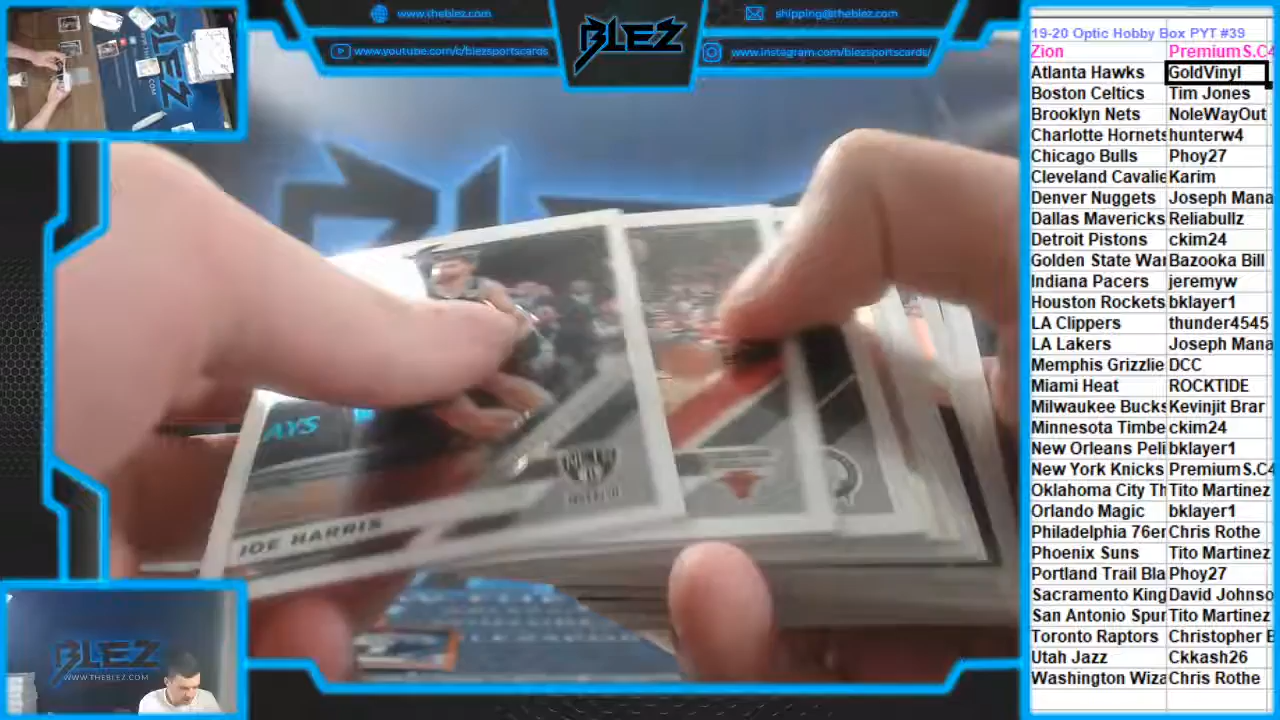 www.theblez.com
shipping@theblez.com
BLEZ
www.youtube.com/c/blezsportscards
www.instagram.com/blezsportscards/
AYS
JOE HARRIS
BLEZ
WWW.THEBLEZ.COM
19-20 Optic Hobby Box PYT #39
Zion PremiumS.C4
Atlanta Hawks GoldVinyl
Boston Celtics Tim Jones
Brooklyn Nets NoleWayOut
Charlotte Hornets hunterw4
Chicago Bulls Phoy27
Cleveland Cavalie Karim
Denver Nuggets Joseph Mana
Dallas Mavericks Reliabullz
Detroit Pistons ckim24
Golden State War Bazooka Bill
Indiana Pacers jeremyw
Houston Rockets bklayer1
LA Clippers thunder4545
LA Lakers Joseph Mana
Memphis Grizzlie DCC
Miami Heat ROCKTIDE
Milwaukee Bucks Kevinjit Brar
Minnesota Timbe ckim24
New Orleans Peli bklayer1
New York Knicks PremiumS.C4
Oklahoma City Th Tito Martinez
Orlando Magic bklayer1
Philadelphia 76er Chris Rothe
Phoenix Suns Tito Martinez
Portland Trail Bla Phoy27
Sacramento King David Johnso
San Antonio Spur Tito Martinez
Toronto Raptors Christopher E
Utah Jazz Ckkash26
Washington Wiza Chris Rothe